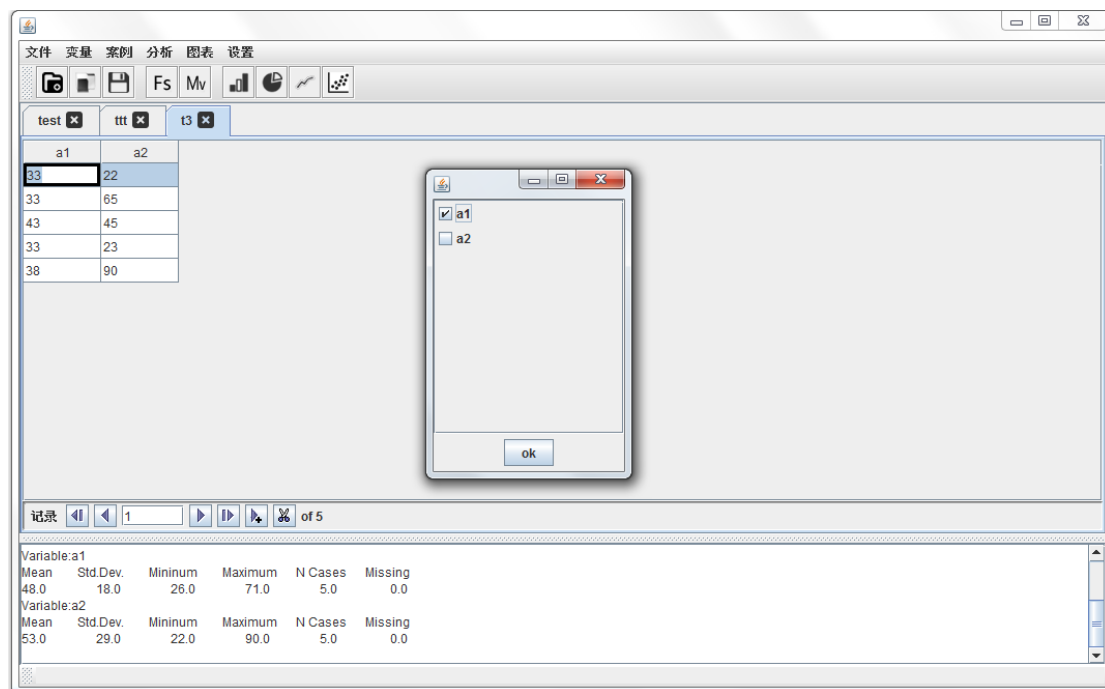 文件 变量 案例 分析 图表 设置
Fs Mv
test ttt t3
a1 a2
33 22
33 65
43 45
33 23
38 90
a1
a2
ok
记录 1 of 5
Variable:a1
Mean Std.Dev. Mininum Maximum N Cases Missing
48.0 18.0 26.0 71.0 5.0 0.0
Variable:a2
Mean Std.Dev. Mininum Maximum N Cases Missing
53.0 29.0 22.0 90.0 5.0 0.0